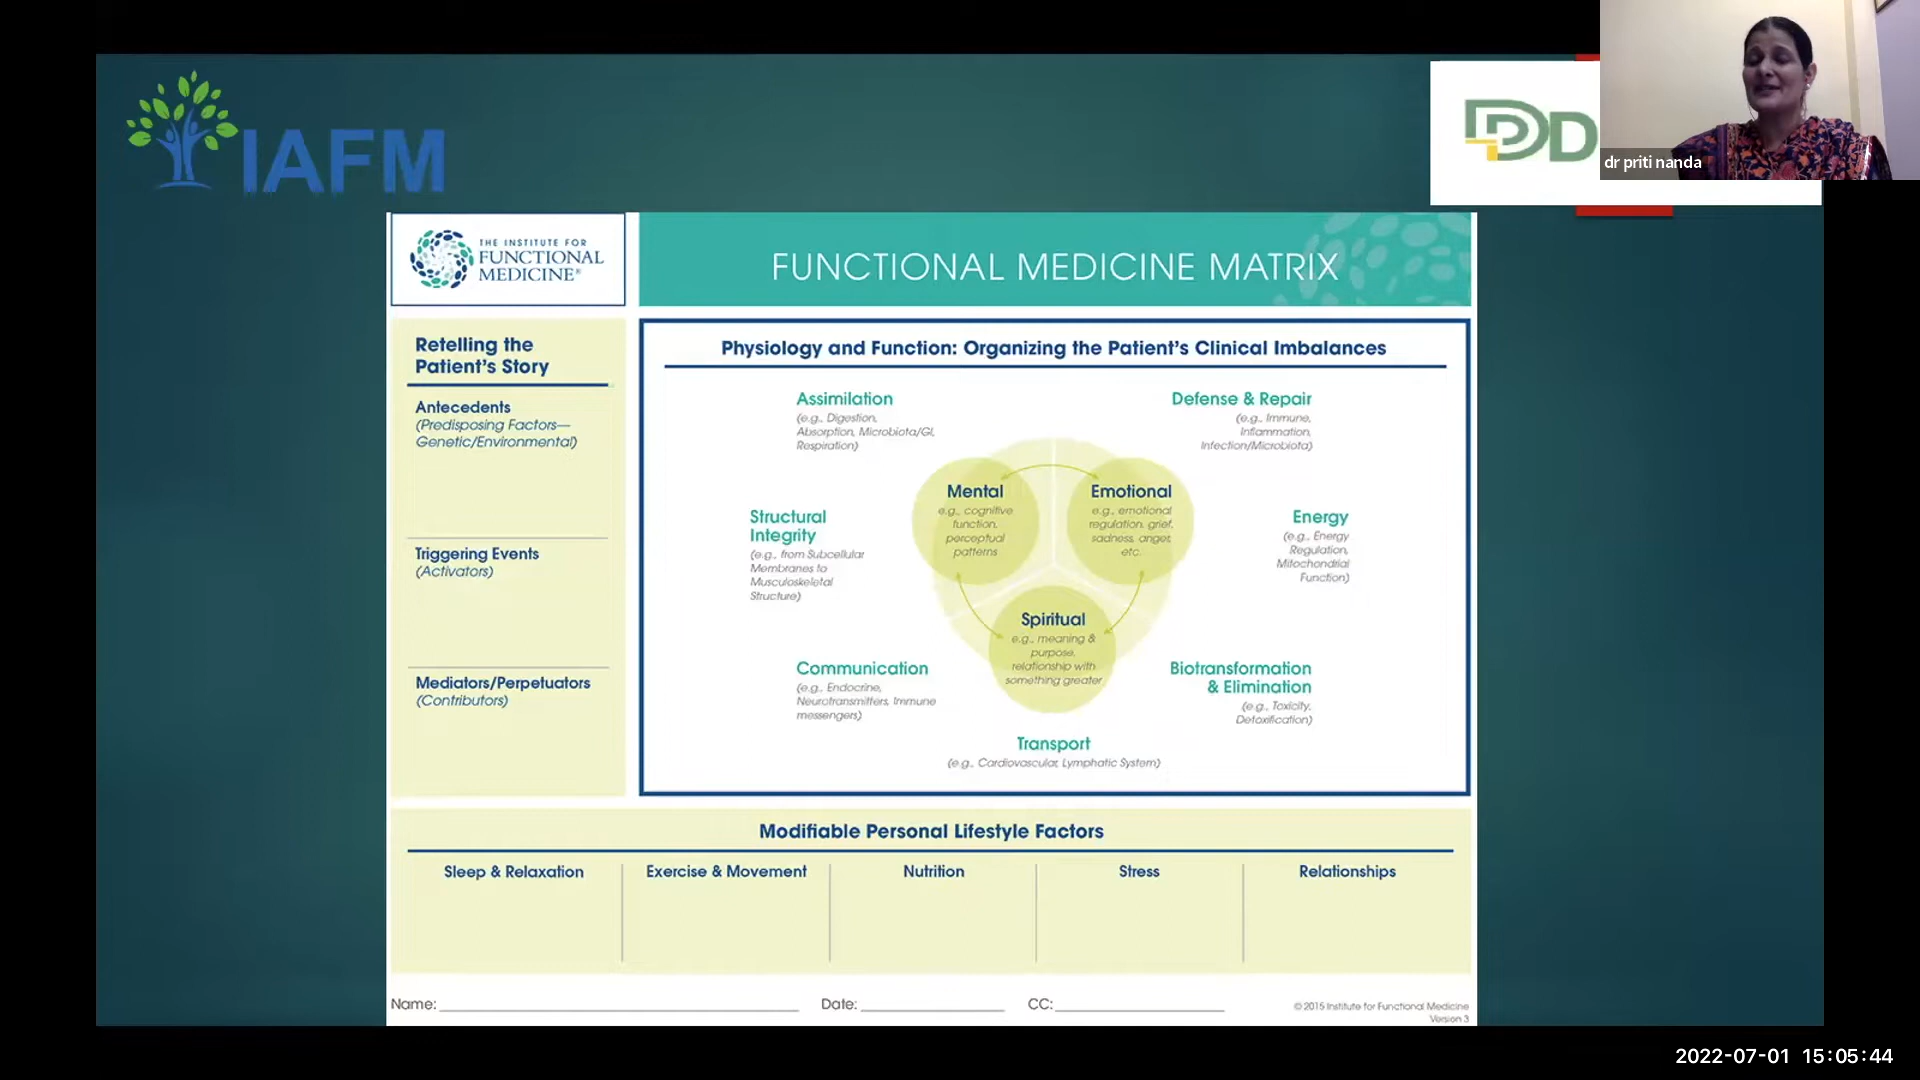 IAFM
DD
dr priti nanda
THE INSTITUTE FOR
FUNCTIONAL
MEDICINE®
FUNCTIONAL MEDICINE MATRIX
Retelling the
Patient's Story
Antecedents
(Predisposing Factors—
Genetic/Environmental)
Triggering Events
(Activators)
Mediators/Perpetuators
(Contributors)
Physiology and Function: Organizing the Patient's Clinical Imbalances
Assimilation
(e.g., Digestion,
Absorption, Microbiota/GI,
Respiration)
Defense & Repair
(e.g., Immune,
Inflammation,
Infection/Microbiota)
Mental
e.g., cognitive
function,
perceptual
patterns
Emotional
e.g., emotional
regulation, grief,
sadness, anger,
etc.
Structural
Integrity
(e.g., from Subcellular
Membranes to
Musculoskeletal
Structure)
Energy
(e.g., Energy
Regulation,
Mitochondrial
Function)
Spiritual
e.g., meaning &
purpose,
relationship with
something greater
Communication
(e.g., Endocrine,
Neurotransmitters, Immune
messengers)
Biotransformation
& Elimination
(e.g., Toxicity,
Detoxification)
Transport
(e.g., Cardiovascular, Lymphatic System)
Modifiable Personal Lifestyle Factors
Sleep & Relaxation
Exercise & Movement
Nutrition
Stress
Relationships
Name:
Date:
CC:
© 2015 Institute for Functional Medicine
Version 3
2022-07-01 15:05:44